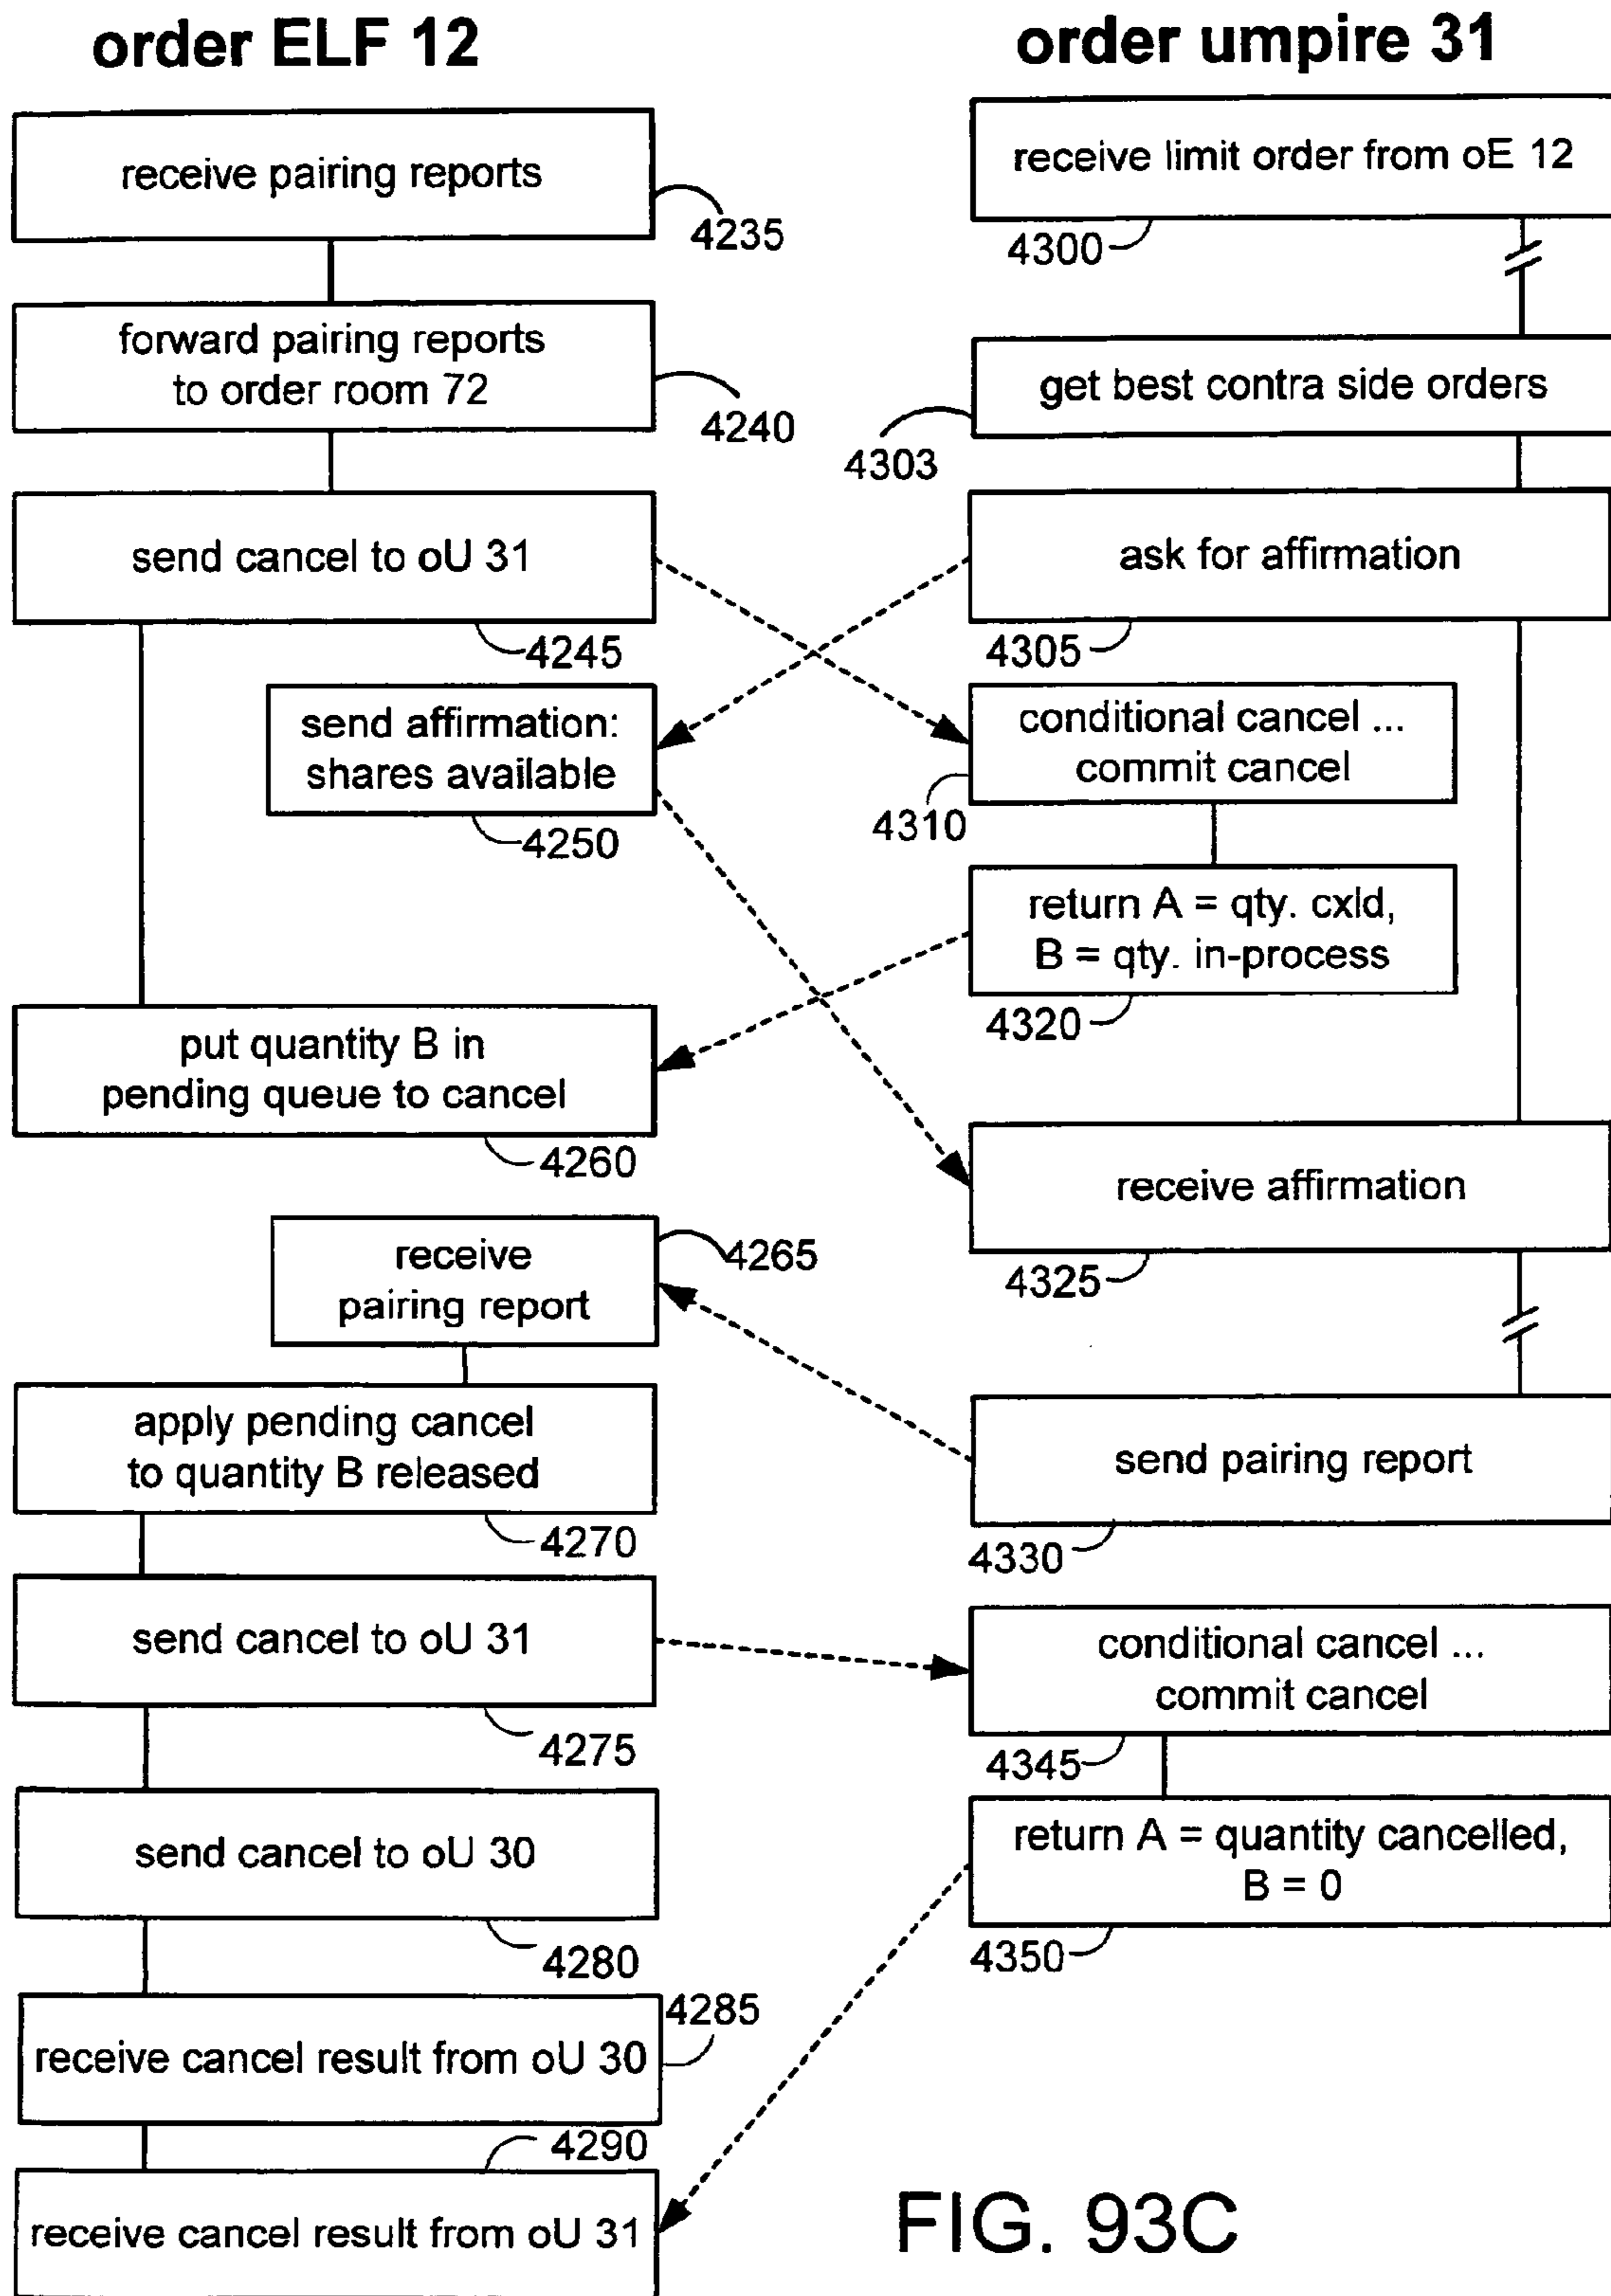 order ELF 12
order umpire 31
receive pairing reports
4235
receive limit order from oE 12
4300
forward pairing reports
to order room 72
4240
get best contra side orders
4303
send cancel to oU 31
4245
ask for affirmation
4305
send affirmation:
shares available
4250
conditional cancel ...
commit cancel
4310
return A = qty. cxld,
B = qty. in-process
4320
put quantity B in
pending queue to cancel
4260
receive affirmation
4325
receive
pairing report
4265
apply pending cancel
to quantity B released
4270
send pairing report
4330
send cancel to oU 31
4275
conditional cancel ...
commit cancel
4345
send cancel to oU 30
4280
return A = quantity cancelled,
B = 0
4350
receive cancel result from oU 30
4285
4290
receive cancel result from oU 31
FIG. 93C